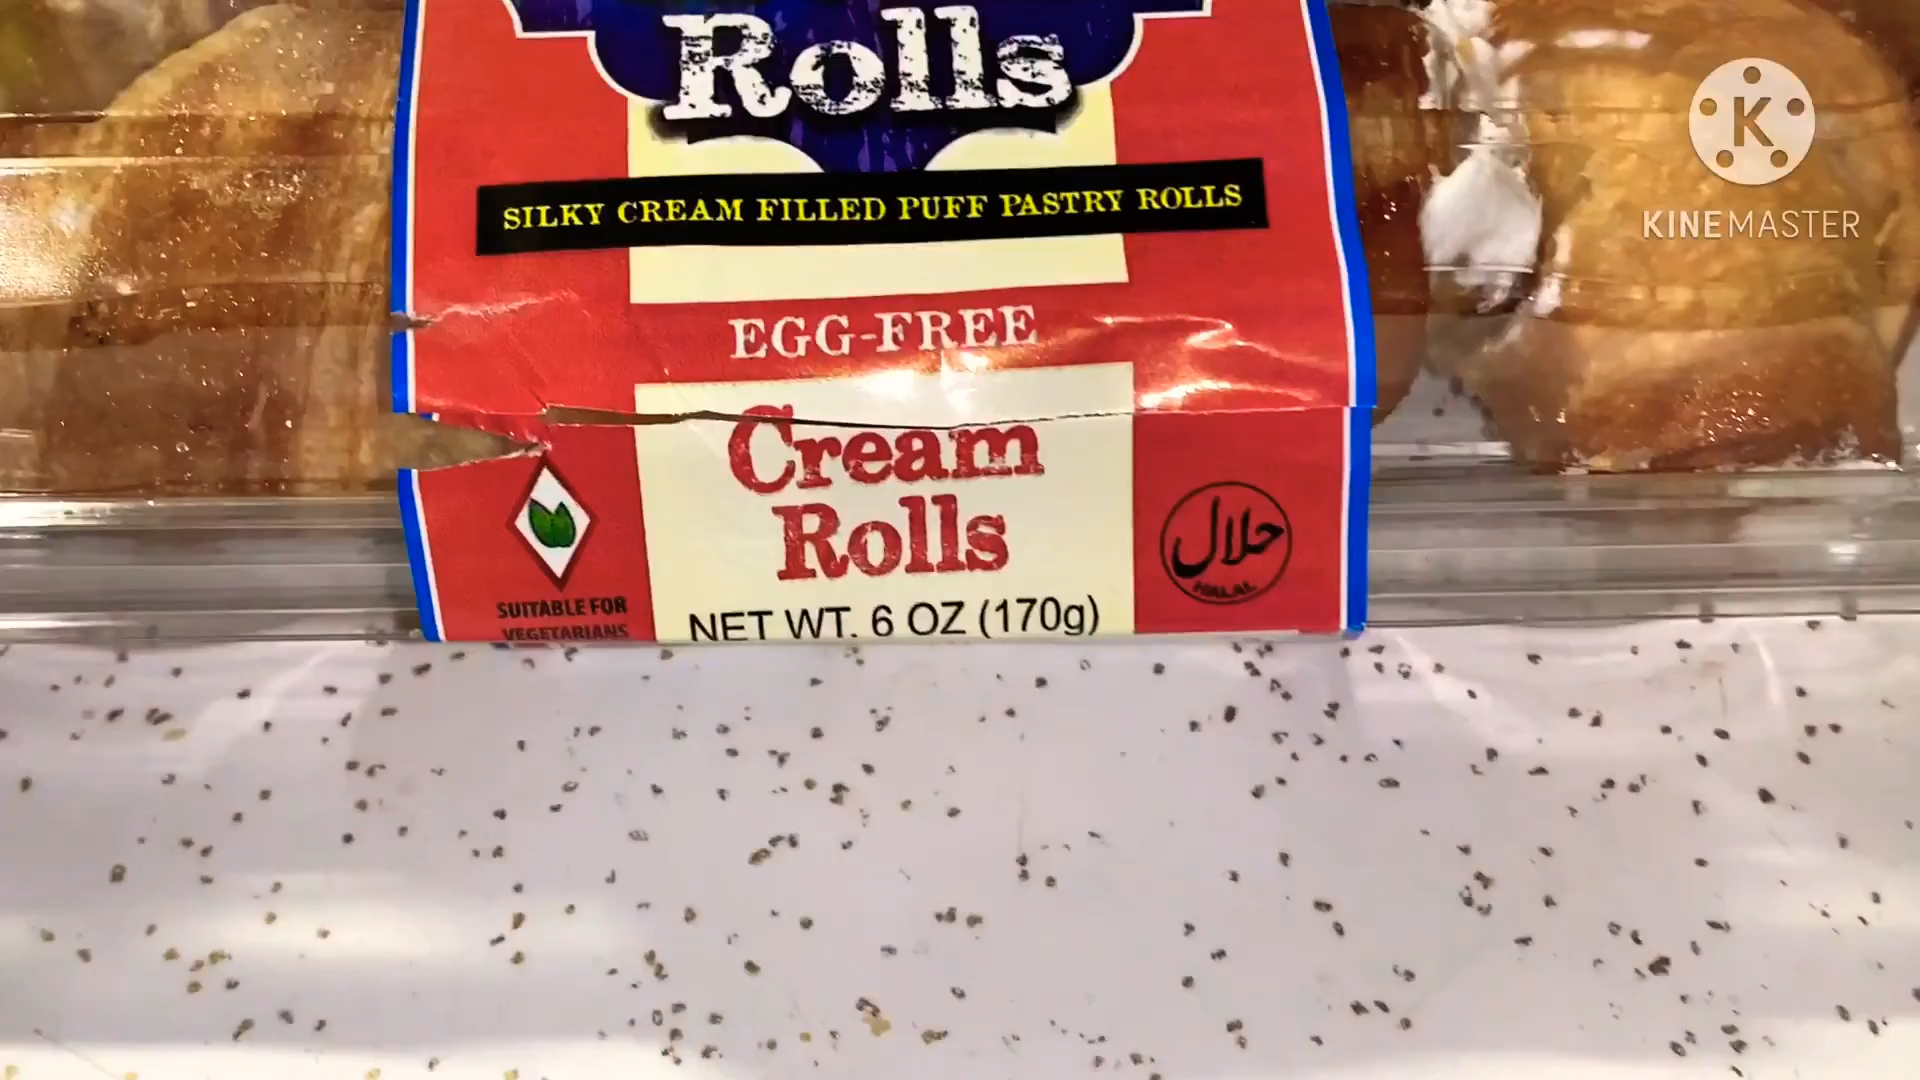 Rolls
SILKY CREAM FILLED PUFF PASTRY ROLLS
EGG-FREE
Cream
Rolls
NET WT. 6 OZ (170g)
SUITABLE FOR
VEGETARIANS
حلال
HALAL
K
KINEMASTER